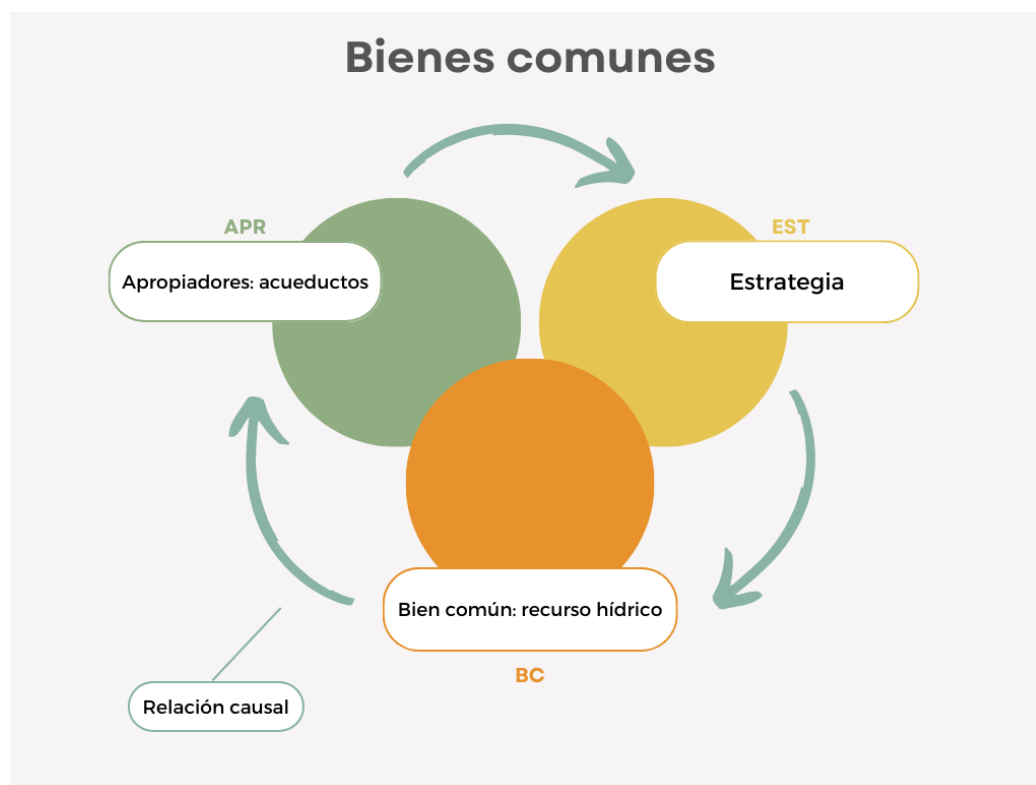 Bienes comunes
APR
Apropiadores: acueductos
EST
Estrategia
Bien común: recurso hídrico
BC
Relación causal